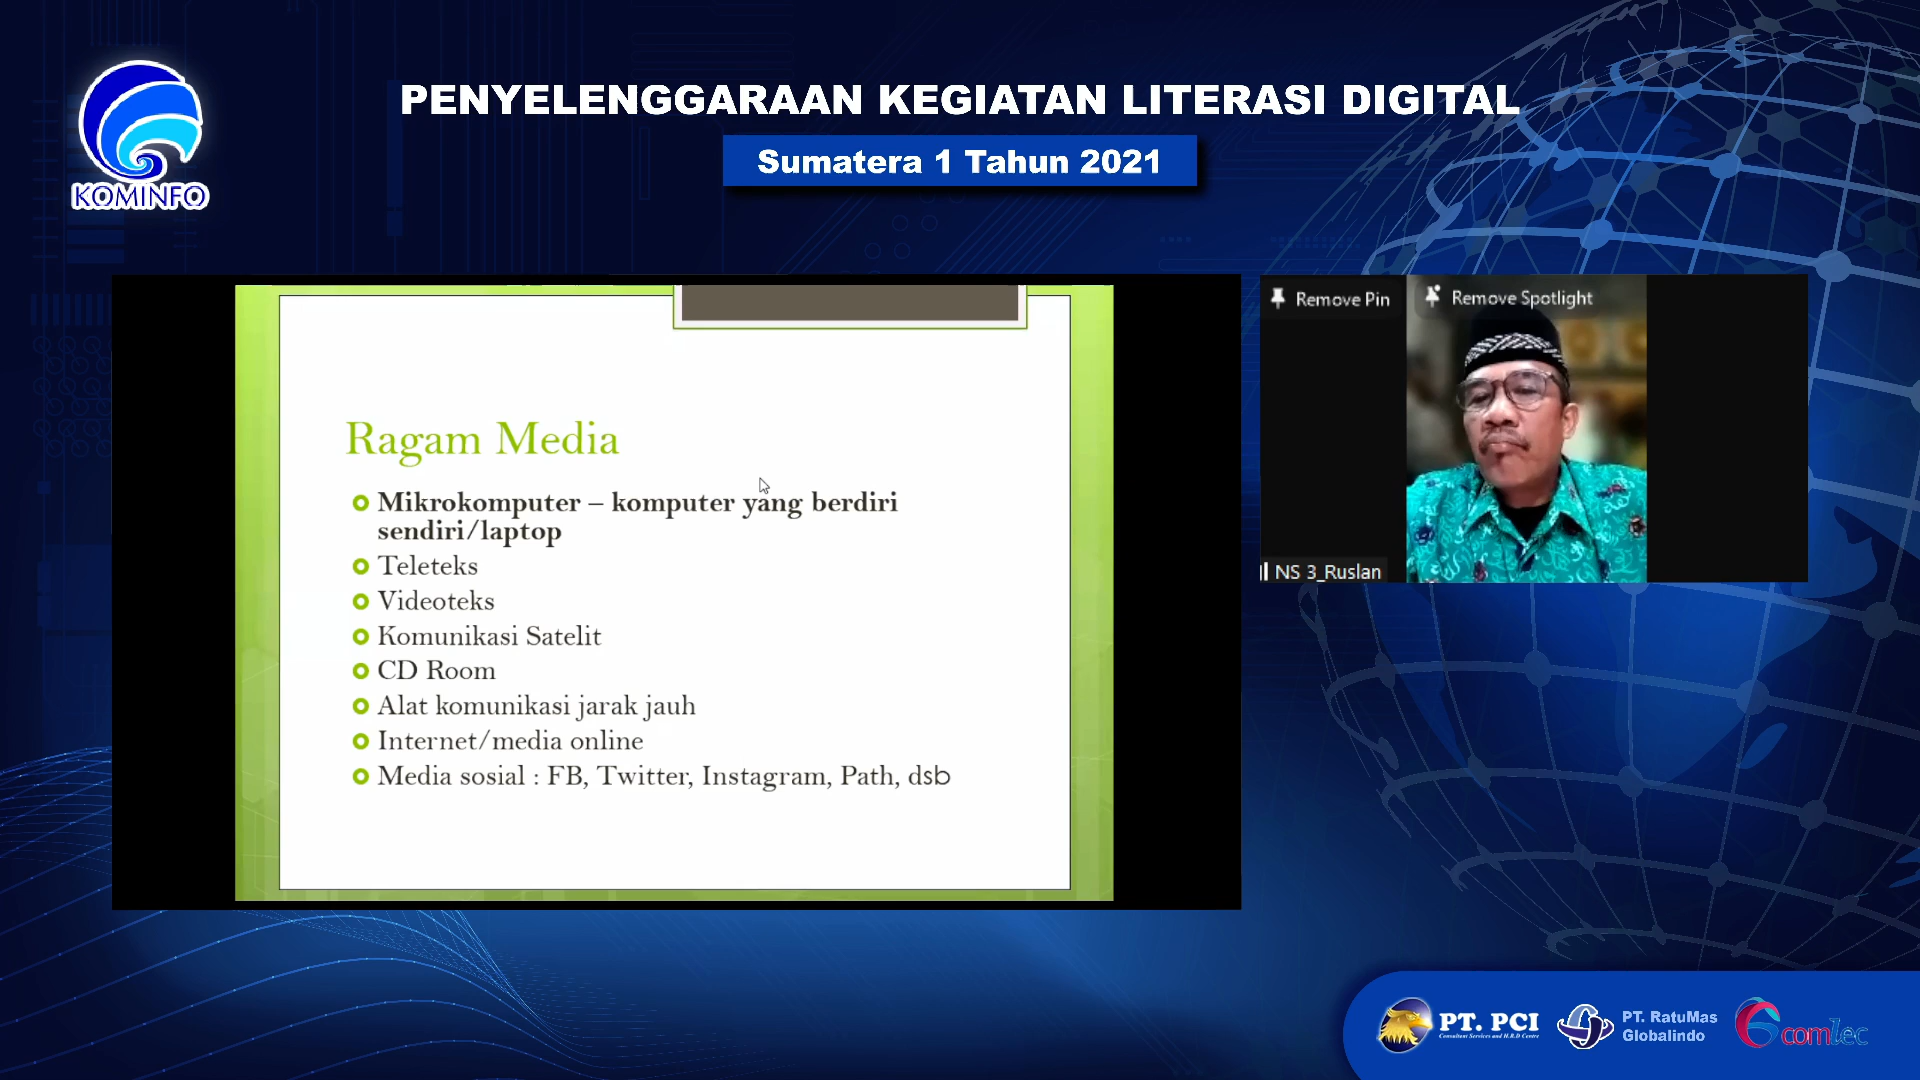 KOMINFO
PENYELENGGARAAN KEGIATAN LITERASI DIGITAL
Sumatera 1 Tahun 2021
Ragam Media
Mikrokomputer – komputer yang berdiri
sendiri/laptop
Teleteks
Videoteks
Komunikasi Satelit
CD Room
Alat komunikasi jarak jauh
Internet/media online
Media sosial : FB, Twitter, Instagram, Path, dsb
Remove Pin
Remove Spotlight
NS 3_Ruslan
PT. PCI
Consultant Services and H.R.D Centre
PT. RatuMas
Globalindo
comtec